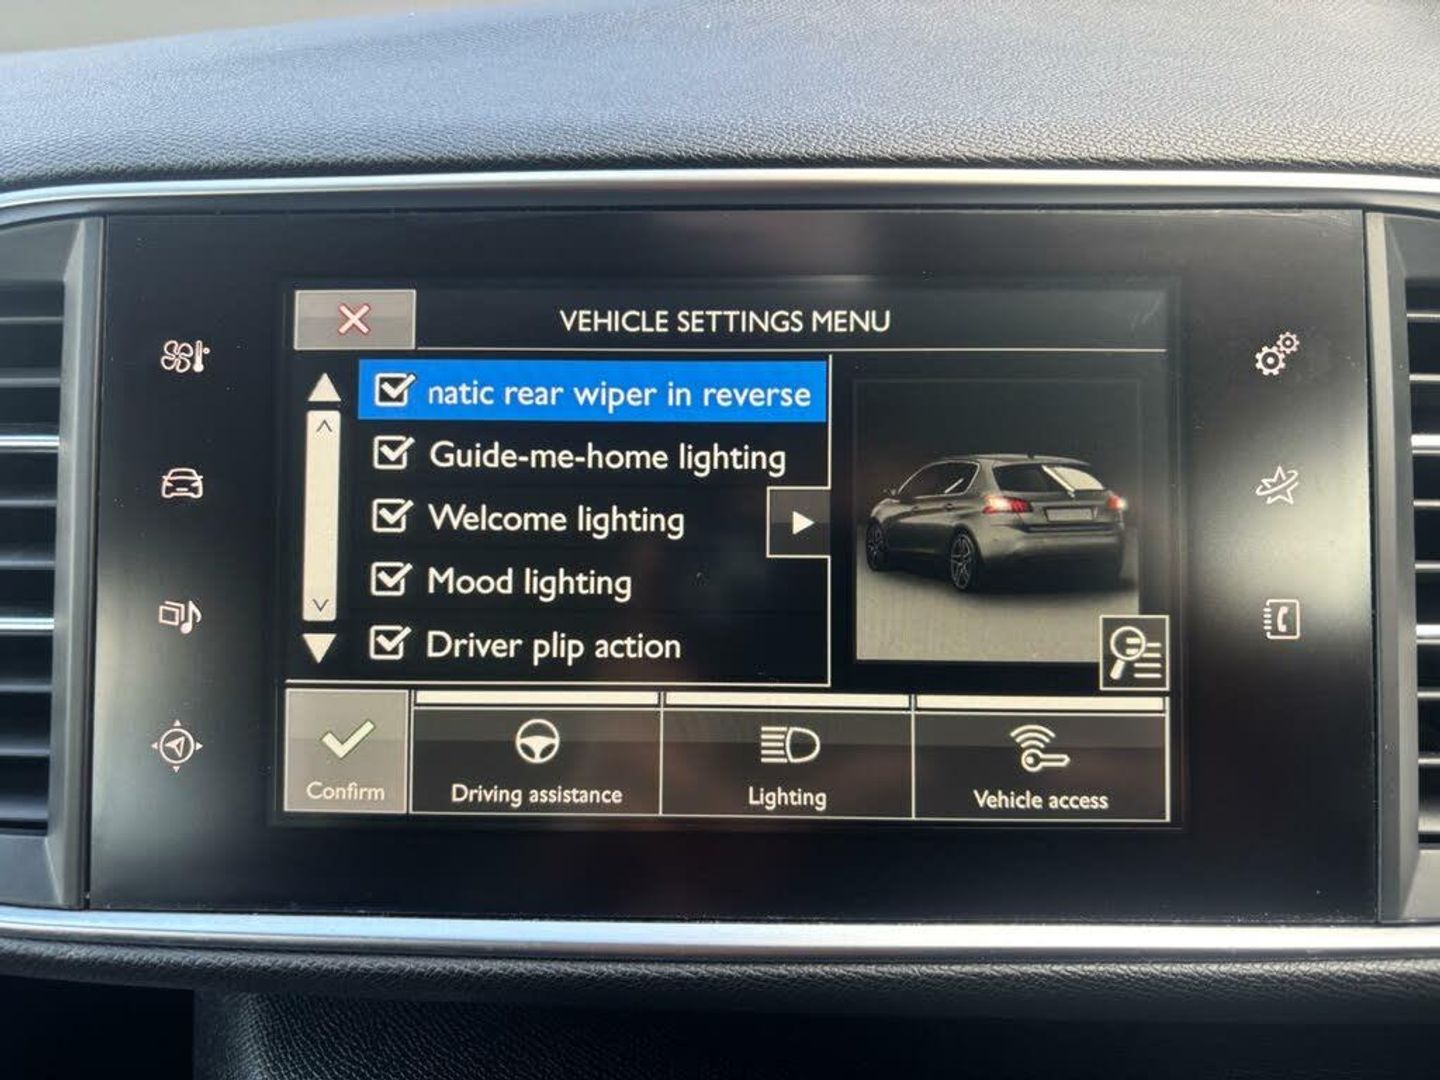 VEHICLE SETTINGS MENU
natic rear wiper in reverse
Guide-me-home lighting
Welcome lighting
Mood lighting
Driver plip action
Confirm
Driving assistance
Lighting
Vehicle access